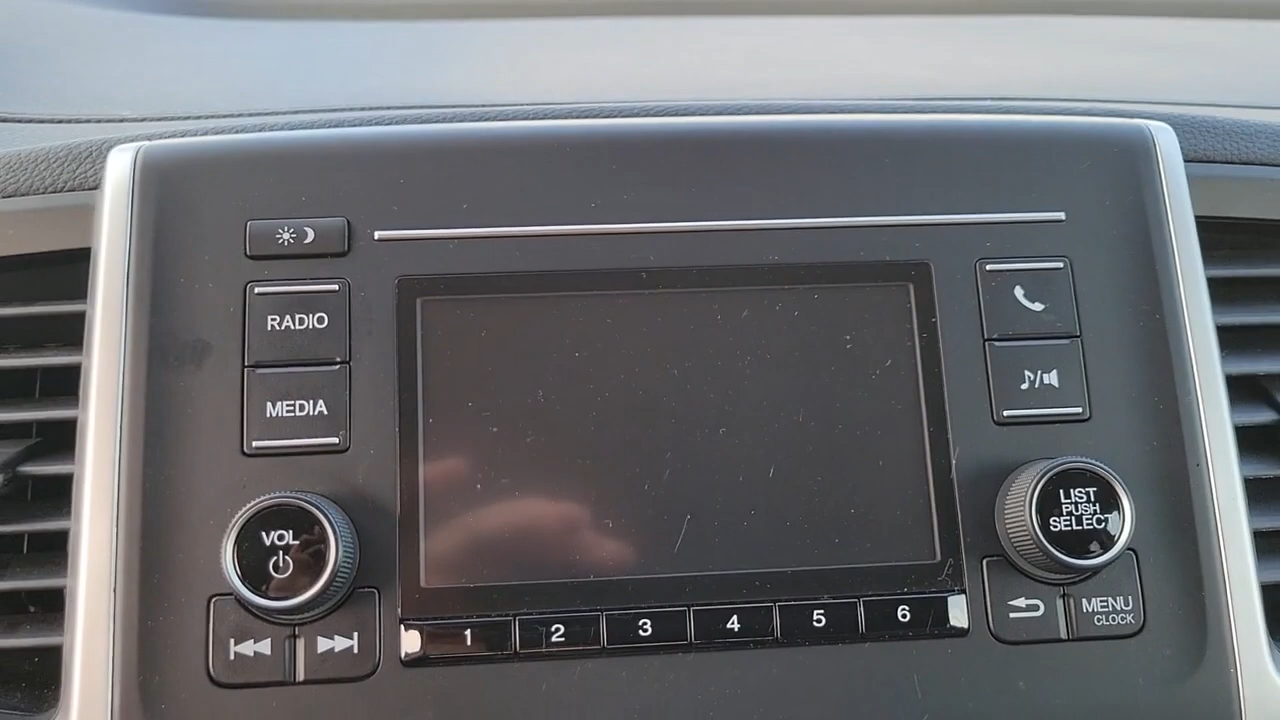 RADIO
MEDIA
VOL
LIST
PUSH
SELECT
1 2 3 4 5 6
MENU
CLOCK